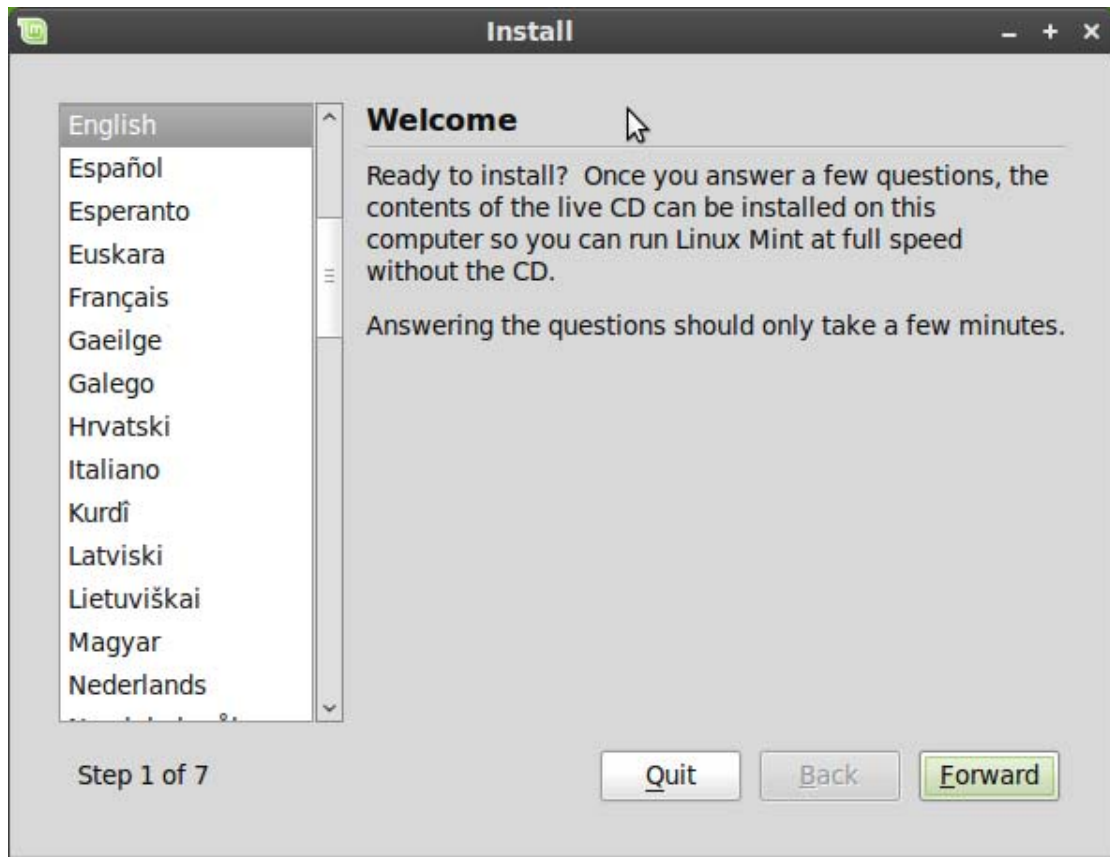 Install
English
Español
Esperanto
Euskara
Français
Gaeilge
Galego
Hrvatski
Italiano
Kurdî
Latviski
Lietuviškai
Magyar
Nederlands
Welcome
Ready to install?  Once you answer a few questions, the
contents of the live CD can be installed on this
computer so you can run Linux Mint at full speed
without the CD.
Answering the questions should only take a few minutes.
Step 1 of 7
Quit
Back
Forward